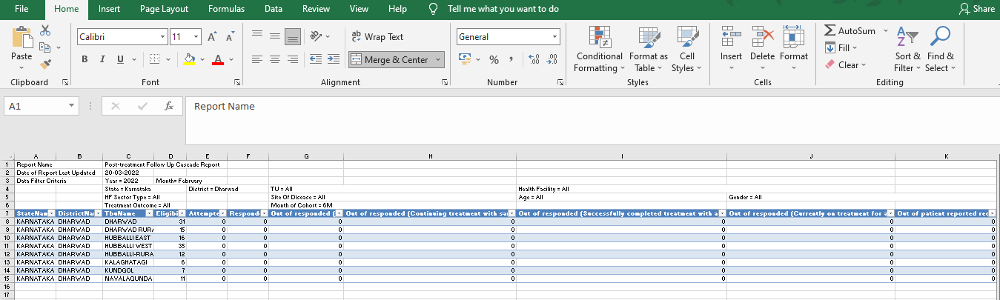 File Home Insert Page Layout Formulas Data Review View Help Tell me what you want to do Share
Calibri 11 Wrap Text General AutoSum
Paste B I U A Merge & Center % Conditional Formatting Format as Table Cell Styles Insert Delete Format Fill Clear Sort & Filter Find & Select
Clipboard Font Alignment Number Styles Cells Editing
A1 fx Report Name
A B C D E F G H I J K
1 Report Name Post-treatment Follow Up Cascade Report
2 Date of Report Last Updated 20-03-2022
3 Data Filter Criteria Year = 2022 Month= February
4 State = Karnataka District = Dharwad TU = All Health Facility = All
5 HF Sector Type = All Site Of Disease = All Age = All Gender = All
6 Treatment Outcome = All Month of Cohort = 6M
7 StateNam DistrictNa TbuName Eligibi Attempte Respond Out of responded ( Out of responded (Continuing treatment with sa Out of responded (Successfully completed treatment with a Out of responded (Currently on treatment for a Out of patient reported rec
8 KARNATAKA DHARWAD DHARWAD 31 0 0 0 0 0 0 0
9 KARNATAKA DHARWAD DHARWAD RURA 15 0 0 0 0 0 0 0
10 KARNATAKA DHARWAD HUBBALLI EAST 16 0 0 0 0 0 0 0
11 KARNATAKA DHARWAD HUBBALLI WEST 35 0 0 0 0 0 0 0
12 KARNATAKA DHARWAD HUBBALLI-RURA 12 0 0 0 0 0 0 0
13 KARNATAKA DHARWAD KALAGHATAGI 6 0 0 0 0 0 0 0
14 KARNATAKA DHARWAD KUNDGOL 7 0 0 0 0 0 0 0
15 KARNATAKA DHARWAD NAVALAGUNDA 11 0 0 0 0 0 0 0
16
17